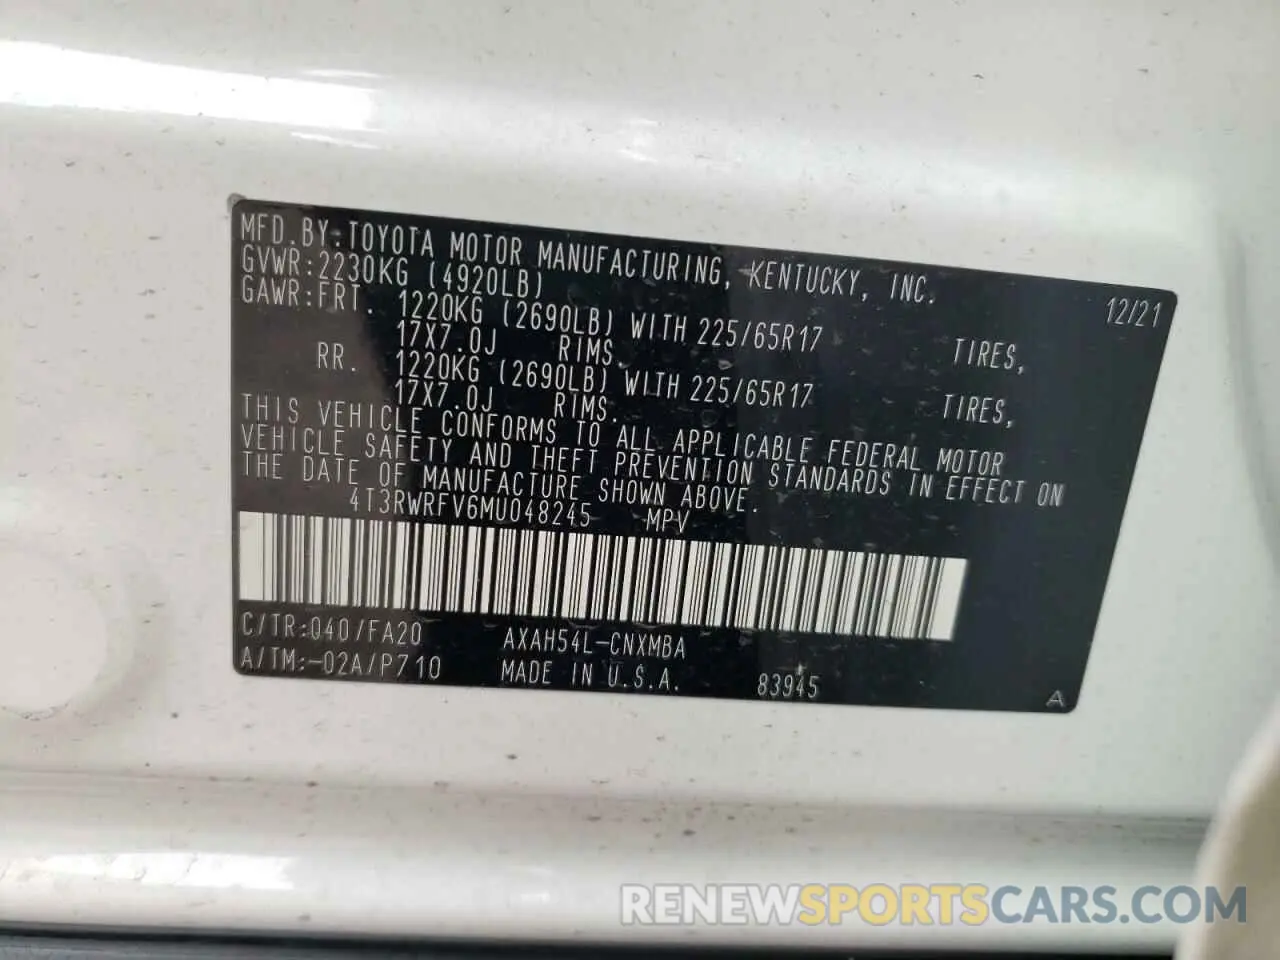 MFD.BY:TOYOTA MOTOR MANUFACTURING, KENTUCKY, INC. 12/21
GVWR:2230KG (4920LB)
GAWR:FRT. 1220KG (2690LB) WITH 225/65R17 TIRES,
17X7.0J RIMS.
RR. 1220KG (2690LB) WITH 225/65R17 TIRES,
17X7.0J RIMS.
THIS VEHICLE CONFORMS TO ALL APPLICABLE FEDERAL MOTOR
VEHICLE SAFETY AND THEFT PREVENTION STANDARDS IN EFFECT ON
THE DATE OF MANUFACTURE SHOWN ABOVE.
4T3RWRFV6MU048245 MPV
C/TR:040/FA20 AXAH54L-CNXMBA
A/TM:-02A/P710 MADE IN U.S.A. 83945 A
RENEWSPORTSCARS.COM